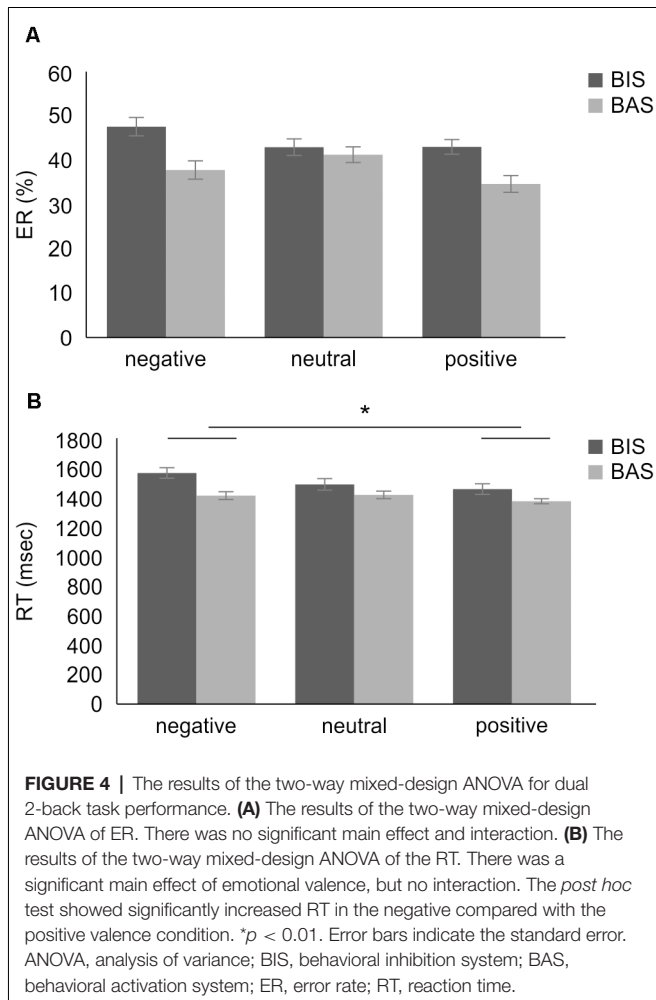 A
60
50
40
30
20
10
0
ER (%)
BIS
BAS
negative neutral positive
B
*
1800
1600
1400
1200
1000
800
600
400
200
0
RT (msec)
BIS
BAS
negative neutral positive
FIGURE 4 | The results of the two-way mixed-design ANOVA for dual
2-back task performance. (A) The results of the two-way mixed-design
ANOVA of ER. There was no significant main effect and interaction. (B) The
results of the two-way mixed-design ANOVA of the RT. There was a
significant main effect of emotional valence, but no interaction. The post hoc
test showed significantly increased RT in the negative compared with the
positive valence condition. *p < 0.01. Error bars indicate the standard error.
ANOVA, analysis of variance; BIS, behavioral inhibition system; BAS,
behavioral activation system; ER, error rate; RT, reaction time.